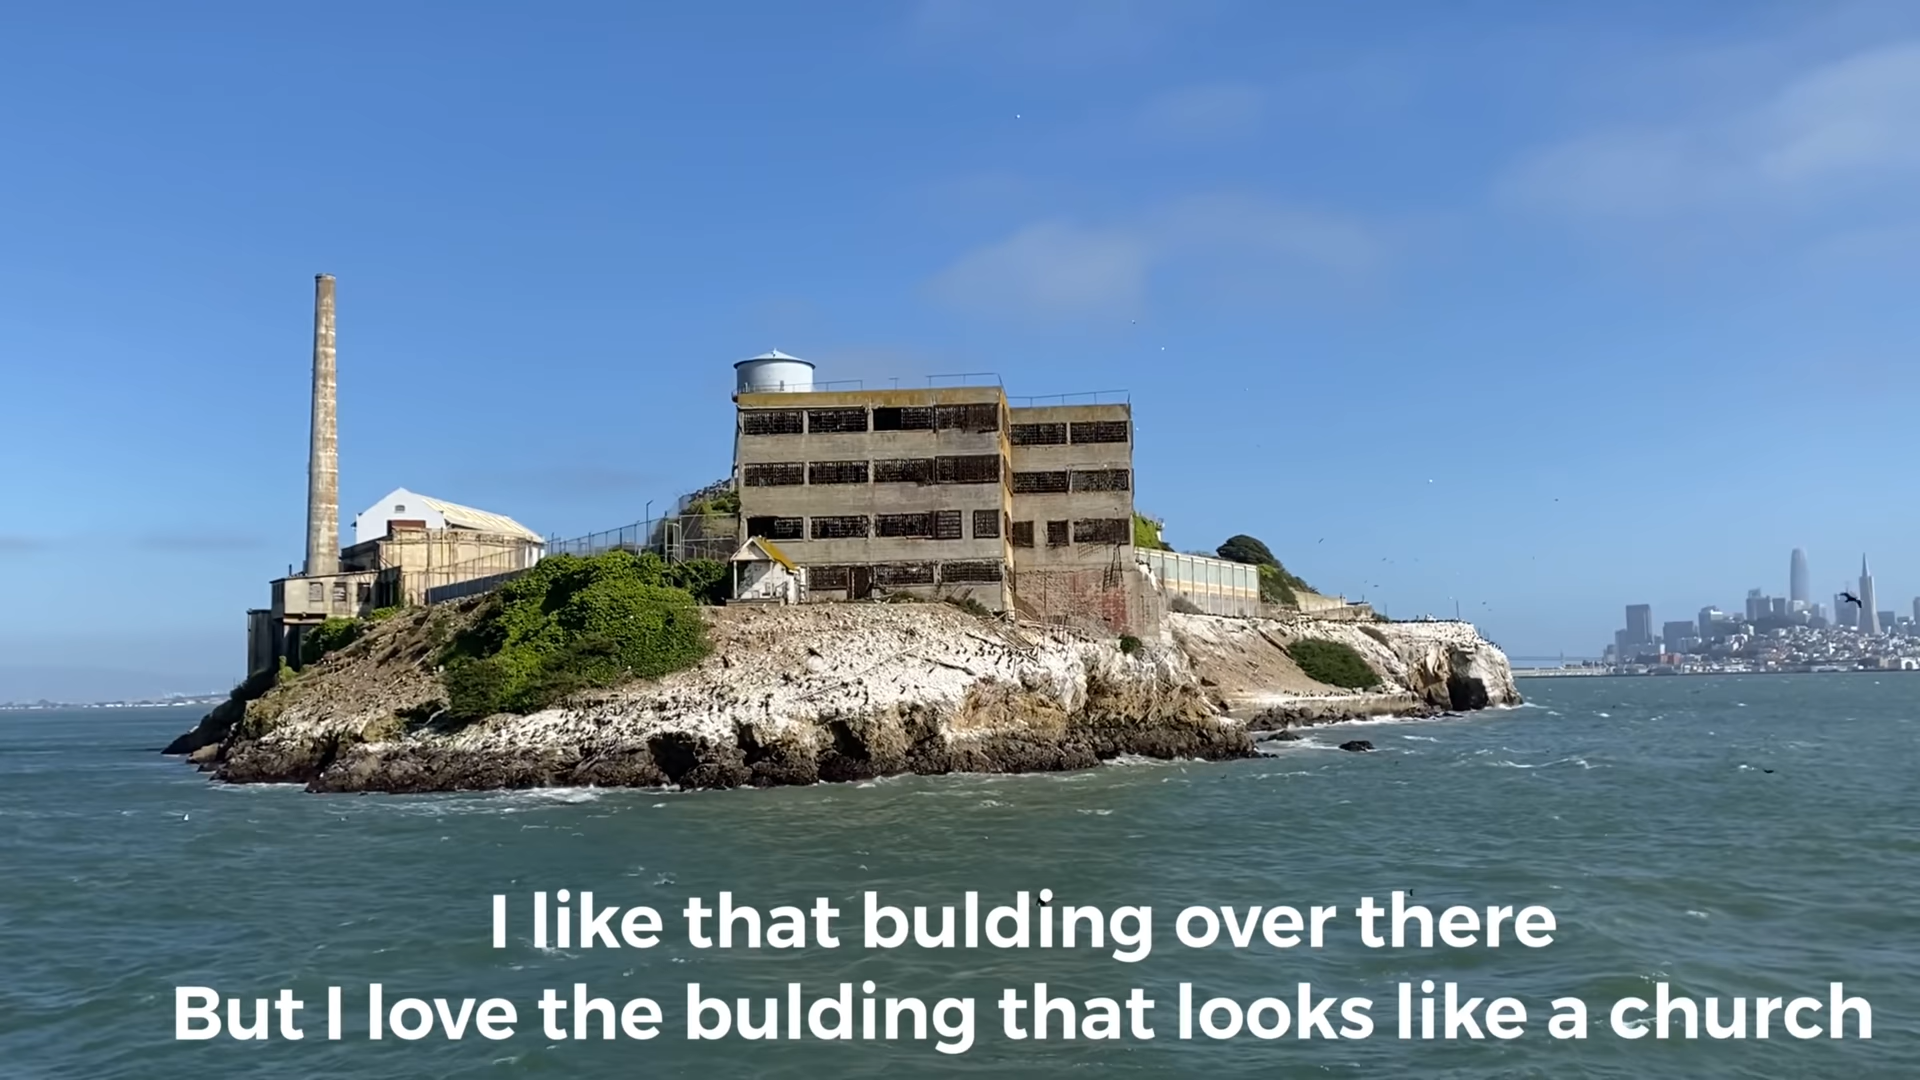 I like that bulding over there
But I love the bulding that looks like a church